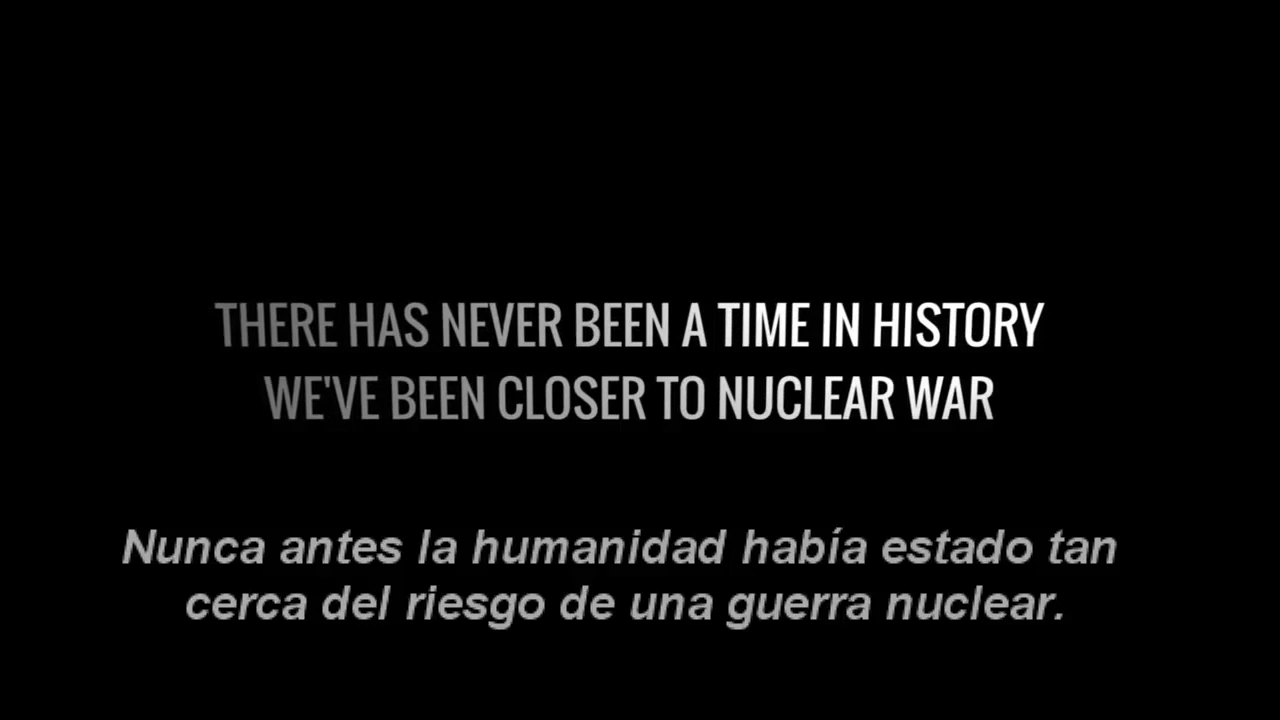 THERE HAS NEVER BEEN A TIME IN HISTORY
WE'VE BEEN CLOSER TO NUCLEAR WAR
Nunca antes la humanidad había estado tan
cerca del riesgo de una guerra nuclear.